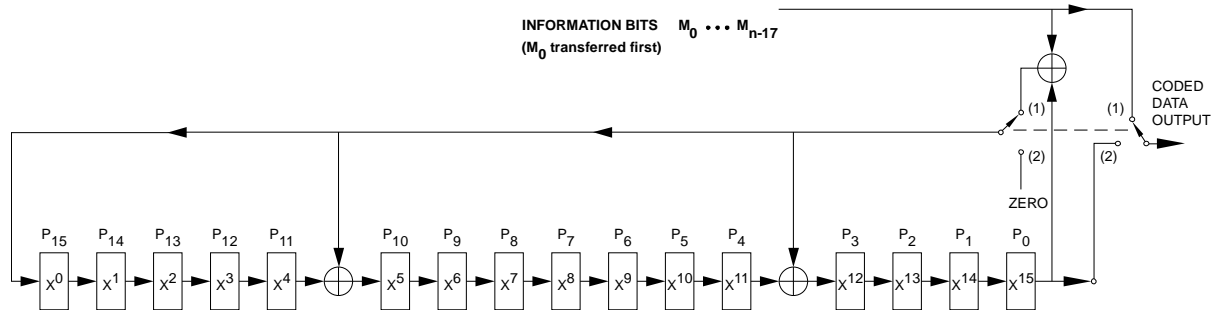 INFORMATION BITS M0 • • • Mn-17
(M0 transferred first)
CODED
DATA
OUTPUT
(1) (1)
(2) (2)
ZERO
P15 P14 P13 P12 P11 P10 P9 P8 P7 P6 P5 P4 P3 P2 P1 P0
X0 X1 X2 X3 X4 X5 X6 X7 X8 X9 X10 X11 X12 X13 X14 X15